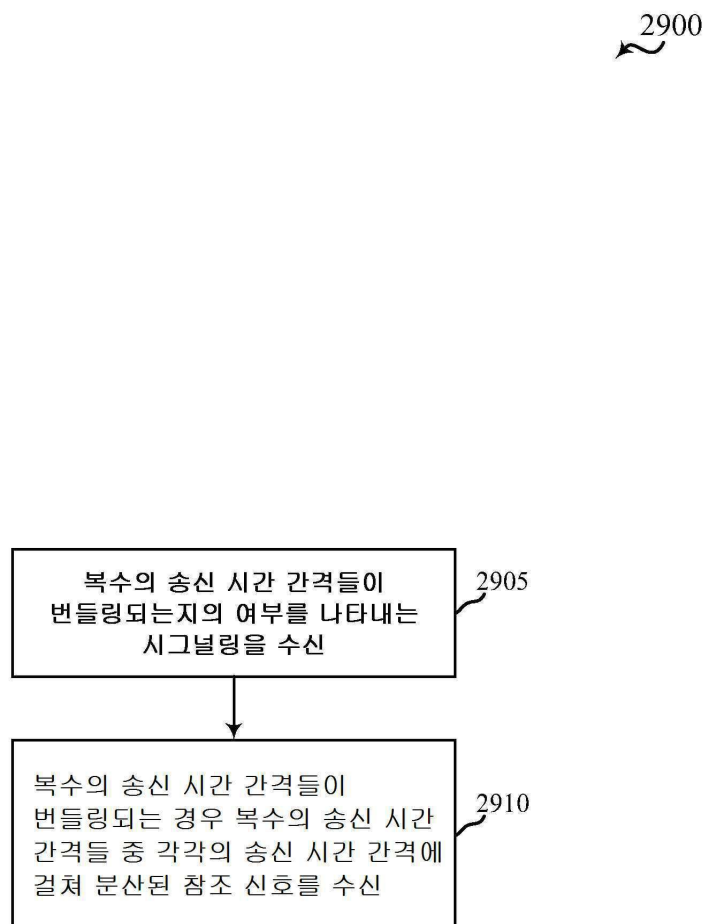 2900
복수의 송신 시간 간격들이
번들링되는지의 여부를 나타내는
시그널링을 수신
2905
복수의 송신 시간 간격들이
번들링되는 경우 복수의 송신 시간
간격들 중 각각의 송신 시간 간격에
걸쳐 분산된 참조 신호를 수신
2910